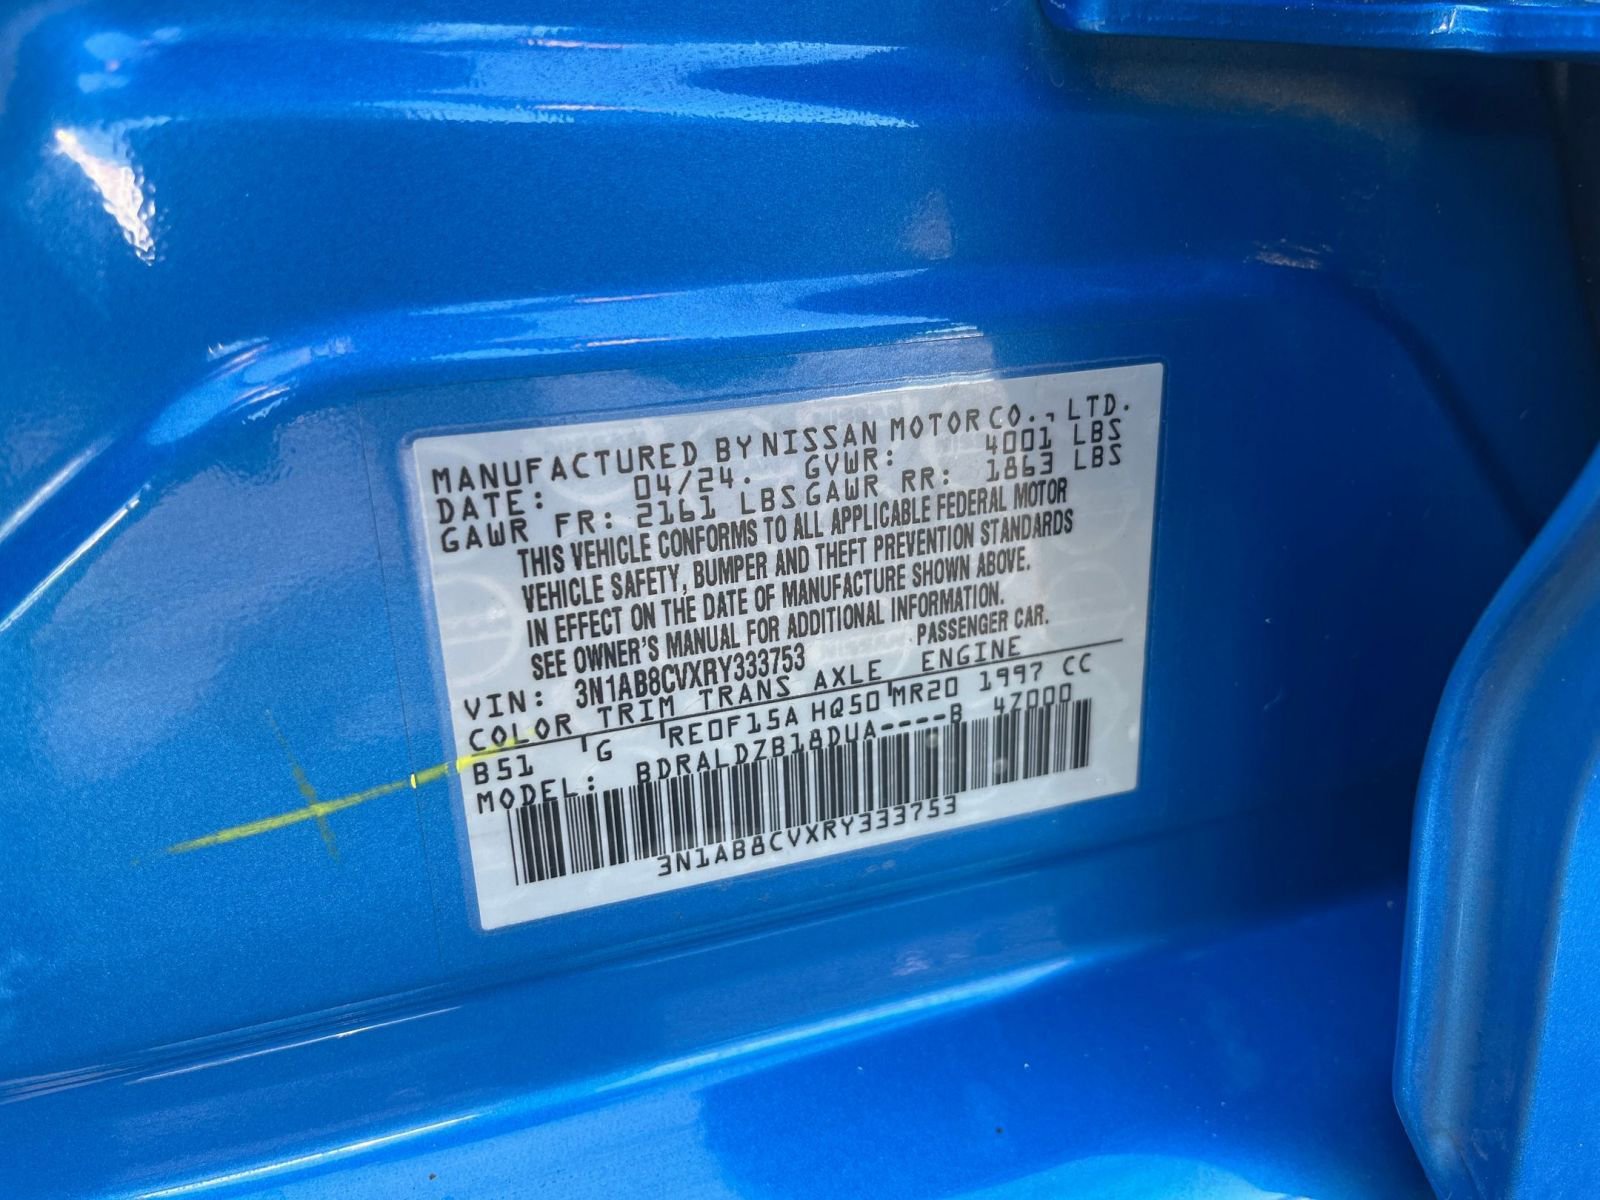 MANUFACTURED BY NISSAN MOTOR CO., LTD.
DATE: 04/24. GVWR: 4001 LBS
GAWR FR: 2161 LBS GAWR RR: 1863 LBS
THIS VEHICLE CONFORMS TO ALL APPLICABLE FEDERAL MOTOR
VEHICLE SAFETY, BUMPER AND THEFT PREVENTION STANDARDS
IN EFFECT ON THE DATE OF MANUFACTURE SHOWN ABOVE.
SEE OWNER'S MANUAL FOR ADDITIONAL INFORMATION.
VIN: 3N1AB8CVXRY333753 PASSENGER CAR.
COLOR TRIM TRANS AXLE ENGINE
B51 G RE0F15A HQ50 MR20 1997 CC
MODEL: BDRALDZB18DUA----B 4Z000
3N1AB8CVXRY333753